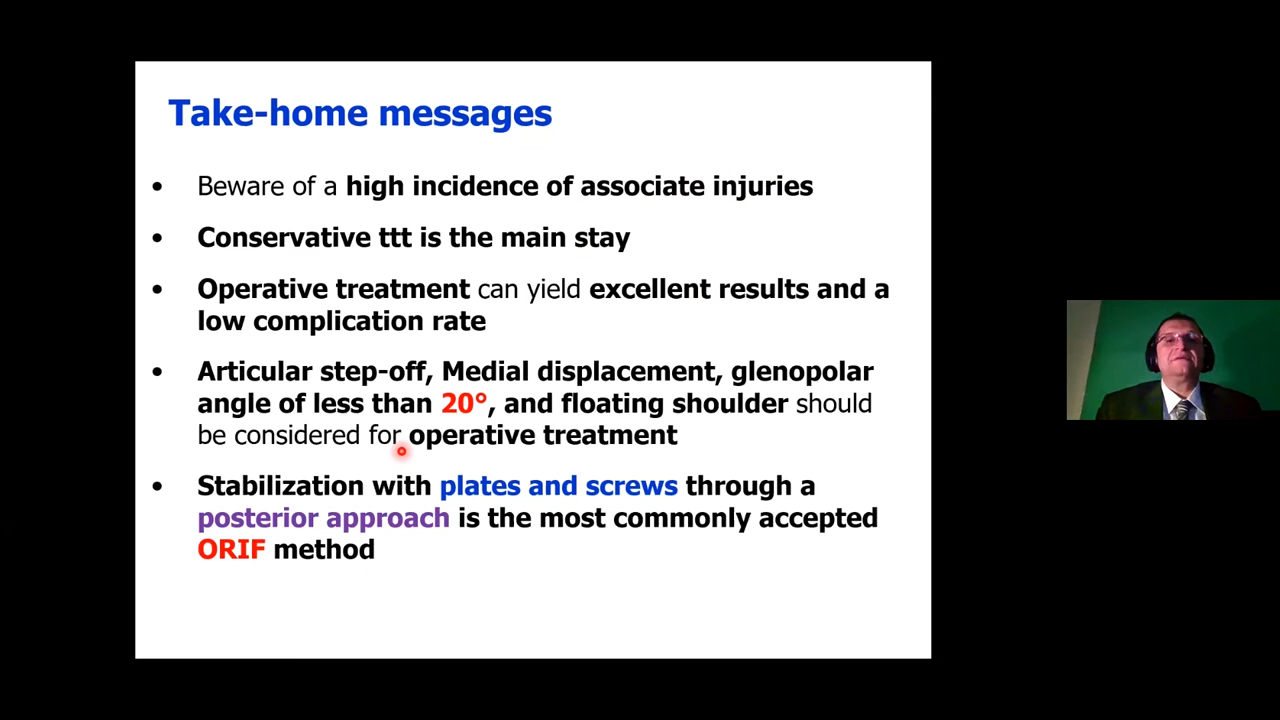 Take-home messages
• Beware of a high incidence of associate injuries
• Conservative ttt is the main stay
• Operative treatment can yield excellent results and a
low complication rate
• Articular step-off, Medial displacement, glenopolar
angle of less than 20°, and floating shoulder should
be considered for operative treatment
• Stabilization with plates and screws through a
posterior approach is the most commonly accepted
ORIF method